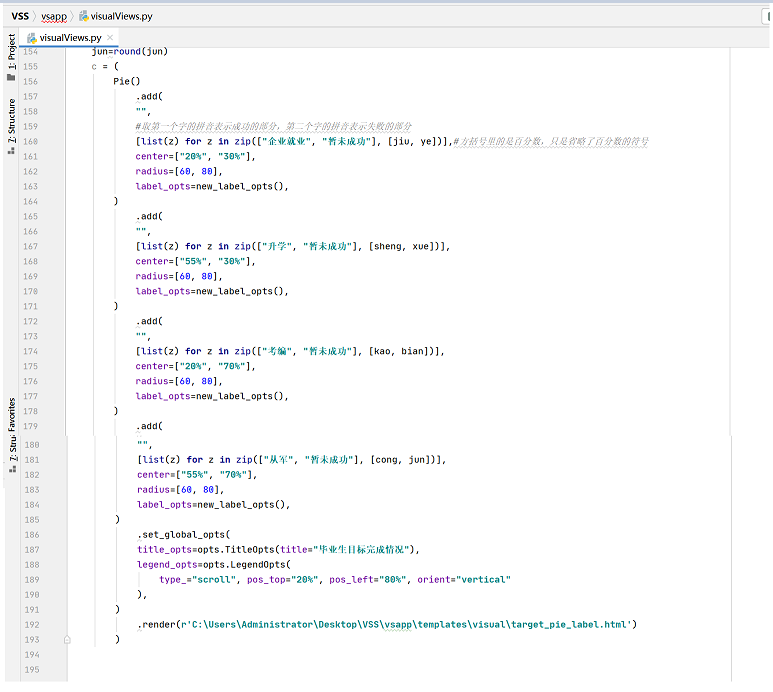 VSS vsapp visualViews.py
visualViews.py ×
1: Project
7: Structure
Favorites
7: Stru
154 jun=round(jun)
155 c = (
156 Pie()
157 .add(
158 "",
159 #取第一个字的拼音表示成功的部分，第二个字的拼音表示失败的部分
160 [list(z) for z in zip(["企业就业", "暂未成功"], [jiu, ye])],#方括号里的是百分数，只是省略了百分数的符号
161 center=["20%", "30%"],
162 radius=[60, 80],
163 label_opts=new_label_opts(),
164 )
165 .add(
166 "",
167 [list(z) for z in zip(["升学", "暂未成功"], [sheng, xue])],
168 center=["55%", "30%"],
169 radius=[60, 80],
170 label_opts=new_label_opts(),
171 )
172 .add(
173 "",
174 [list(z) for z in zip(["考编", "暂未成功"], [kao, bian])],
175 center=["20%", "70%"],
176 radius=[60, 80],
177 label_opts=new_label_opts(),
178 )
179 .add(
180 "",
181 [list(z) for z in zip(["从军", "暂未成功"], [cong, jun])],
182 center=["55%", "70%"],
183 radius=[60, 80],
184 label_opts=new_label_opts(),
185 )
186 .set_global_opts(
187 title_opts=opts.TitleOpts(title="毕业生目标完成情况"),
188 legend_opts=opts.LegendOpts(
189 type_="scroll", pos_top="20%", pos_left="80%", orient="vertical"
190 ),
191 )
192 .render(r'C:\Users\Administrator\Desktop\VSS\vsapp\templates\visual\target_pie_label.html')
193 )
194
195